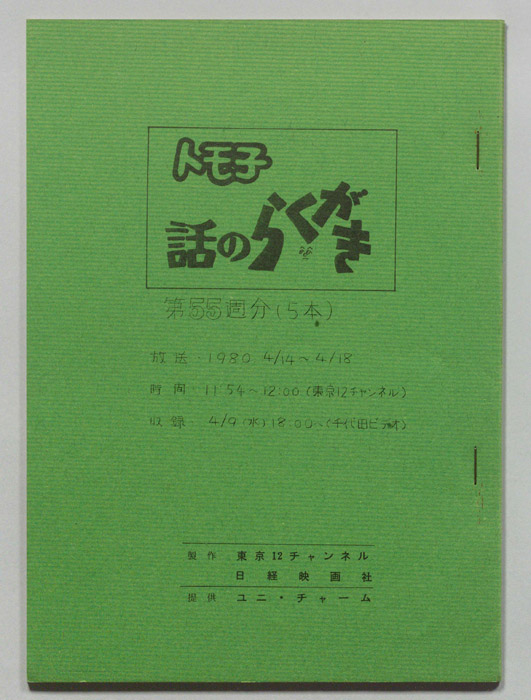 トモ子
話のらくがき
第55週分(5本)
放送 1980 4/14~4/18
時間 11:54~12:00(東京12チャンネル)
収録 4/9(水)18:00~(千代田ビデオ)
製作 東京12チャンネル
日経映画社
提供 ユニ・チャーム